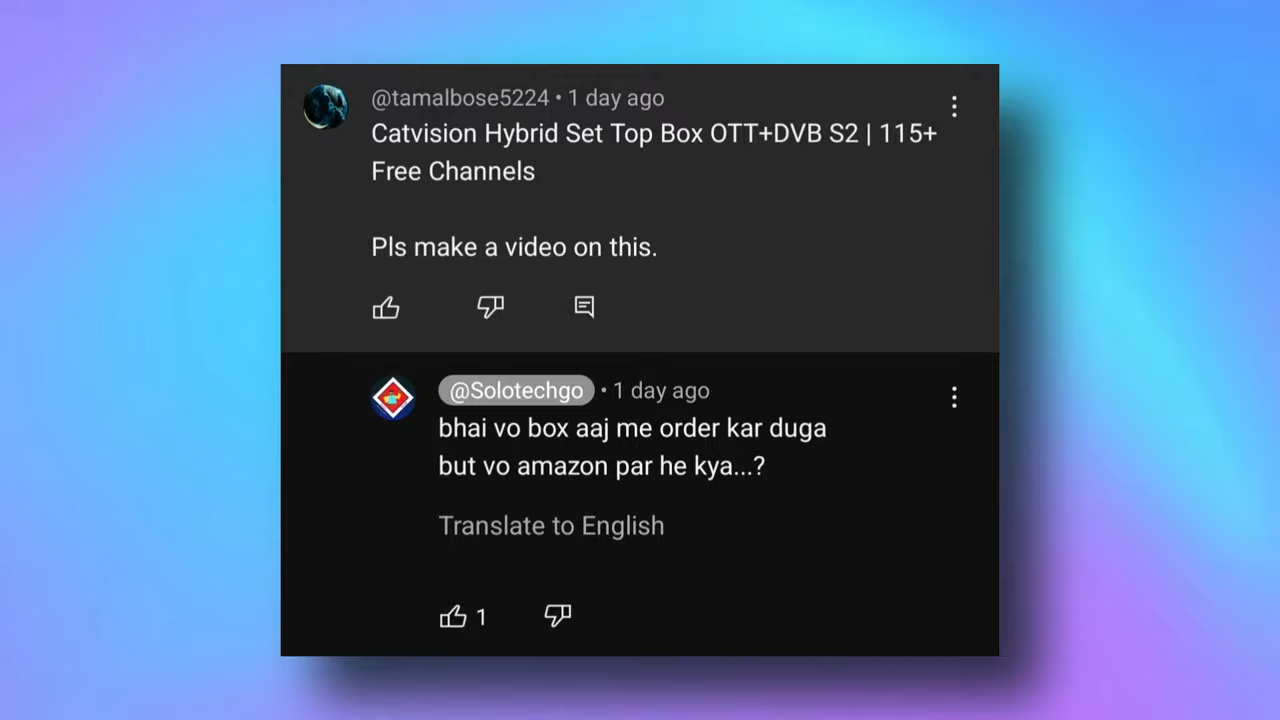 @tamalbose5224 • 1 day ago
Catvision Hybrid Set Top Box OTT+DVB S2 | 115+
Free Channels
Pls make a video on this.
@Solotechgo • 1 day ago
bhai vo box aaj me order kar duga
but vo amazon par he kya...?
Translate to English
1